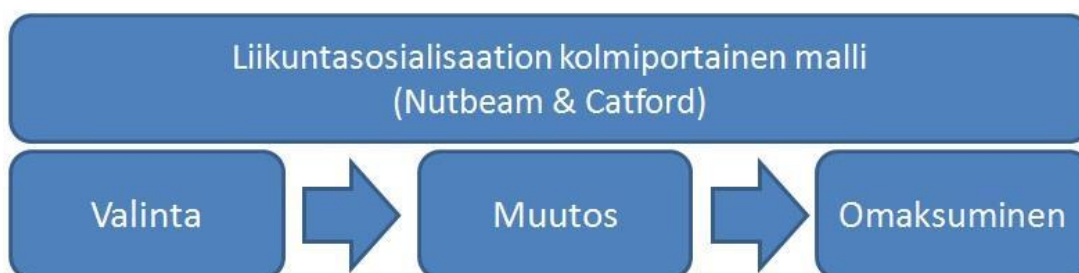 Liikuntasosialisaation kolmiportainen malli
(Nutbeam & Catford)
Valinta
Muutos
Omaksuminen